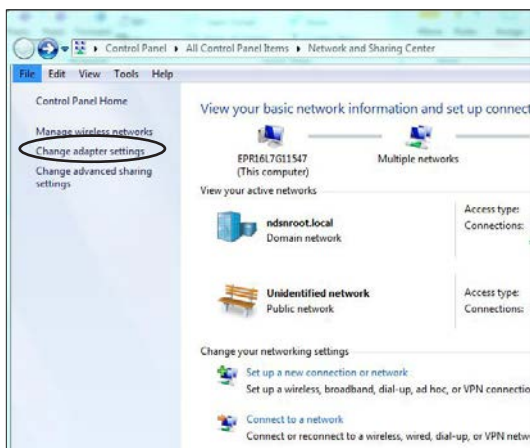 Control Panel ▸ All Control Panel Items ▸ Network and Sharing Center
File Edit View Tools Help
Control Panel Home
Manage wireless networks
Change adapter settings
Change advanced sharing
settings
View your basic network information and set up connect
EPR16L7G11547
(This computer)
Multiple networks
View your active networks
ndsnroot.local
Domain network
Access type:
Connections:
Unidentified network
Public network
Access type:
Connections:
Change your networking settings
Set up a new connection or network
Set up a wireless, broadband, dial-up, ad hoc, or VPN connectio
Connect to a network
Connect or reconnect to a wireless, wired, dial-up, or VPN netw